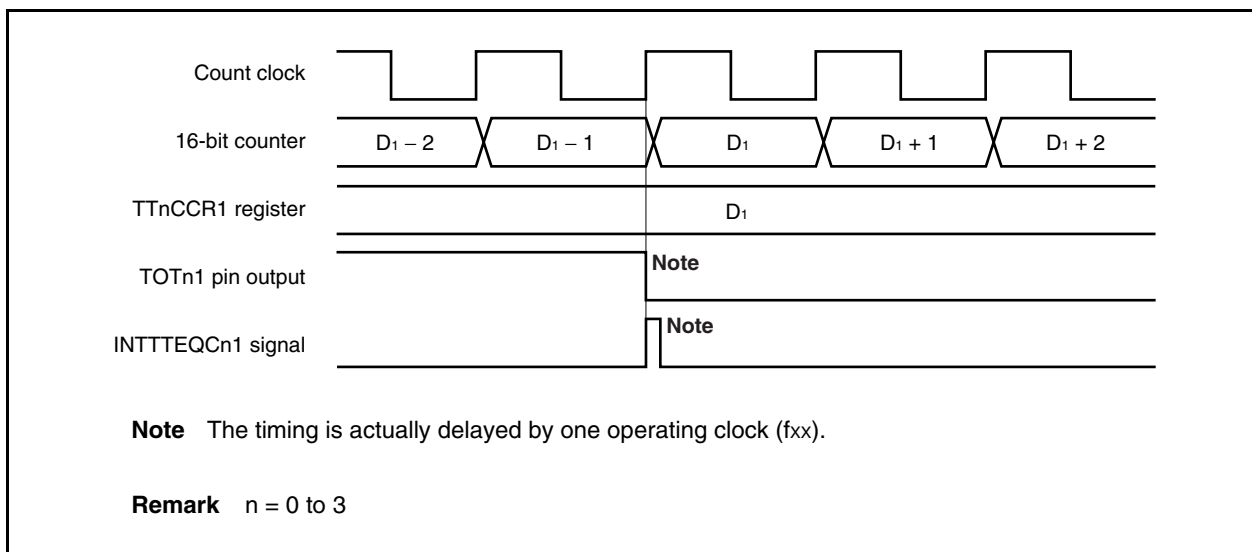 Count clock
16-bit counter D1 – 2 D1 – 1 D1 D1 + 1 D1 + 2
TTnCCR1 register D1
TOTn1 pin output Note
INTTTEQCn1 signal Note
Note The timing is actually delayed by one operating clock (fxx).
Remark n = 0 to 3